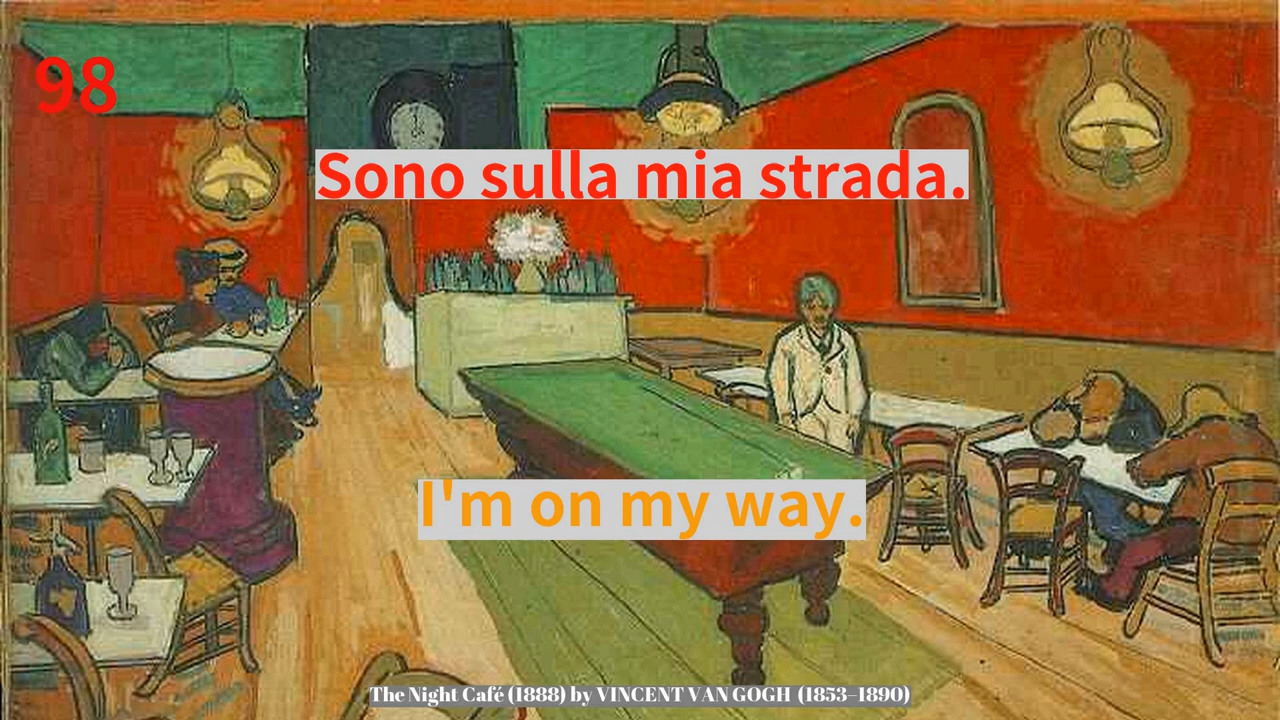 98
Sono sulla mia strada.
I'm on my way.
The Night Café (1888) by VINCENT VAN GOGH (1853–1890)